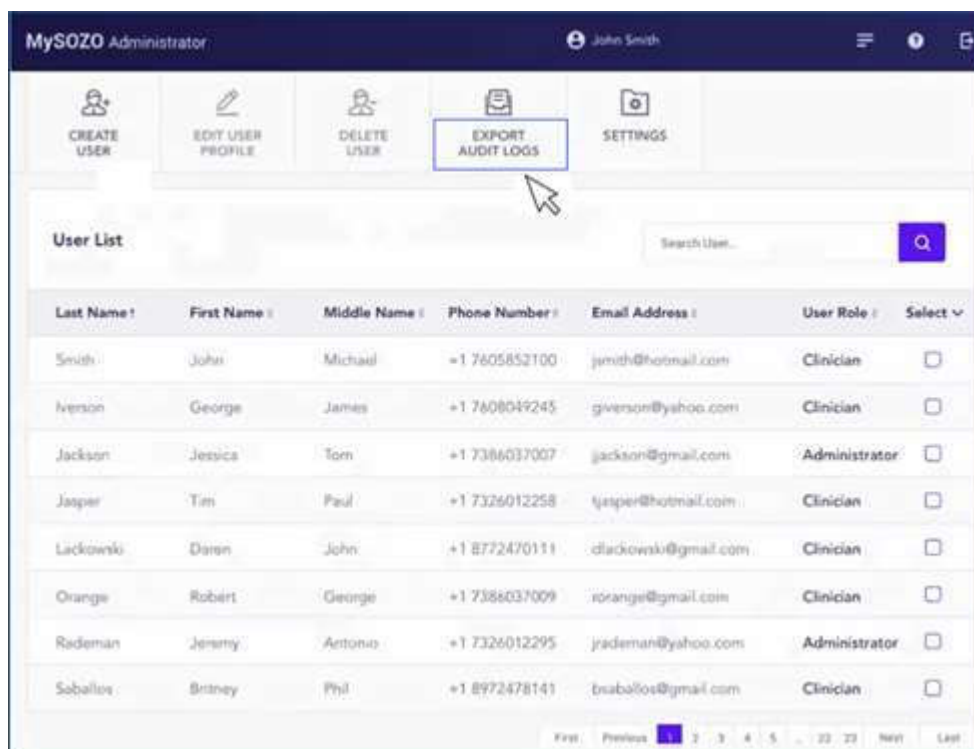 MySOZO Administrator John Smith
CREATE USER
EDIT USER PROFILE
DELETE USER
EXPORT AUDIT LOGS
SETTINGS
User List Search User...
Last Name First Name Middle Name Phone Number Email Address User Role Select
Smith John Michael +1 7605852100 jsmith@hotmail.com Clinician
Iverson George James +1 7608049245 giverson@yahoo.com Clinician
Jackson Jessica Tom +1 7386037007 jjackson@gmail.com Administrator
Jasper Tim Paul +1 7326012258 tjasper@hotmail.com Clinician
Lackowski Daren John +1 8772470111 dlackowski@gmail.com Clinician
Orange Robert George +1 7386037009 rorange@gmail.com Clinician
Rademan Jeremy Antonio +1 7326012295 jrademan@yahoo.com Administrator
Saballos Britney Phil +1 8972478141 bsaballos@gmail.com Clinician
First Previous 1 2 3 4 5 .. 22 23 Next Last